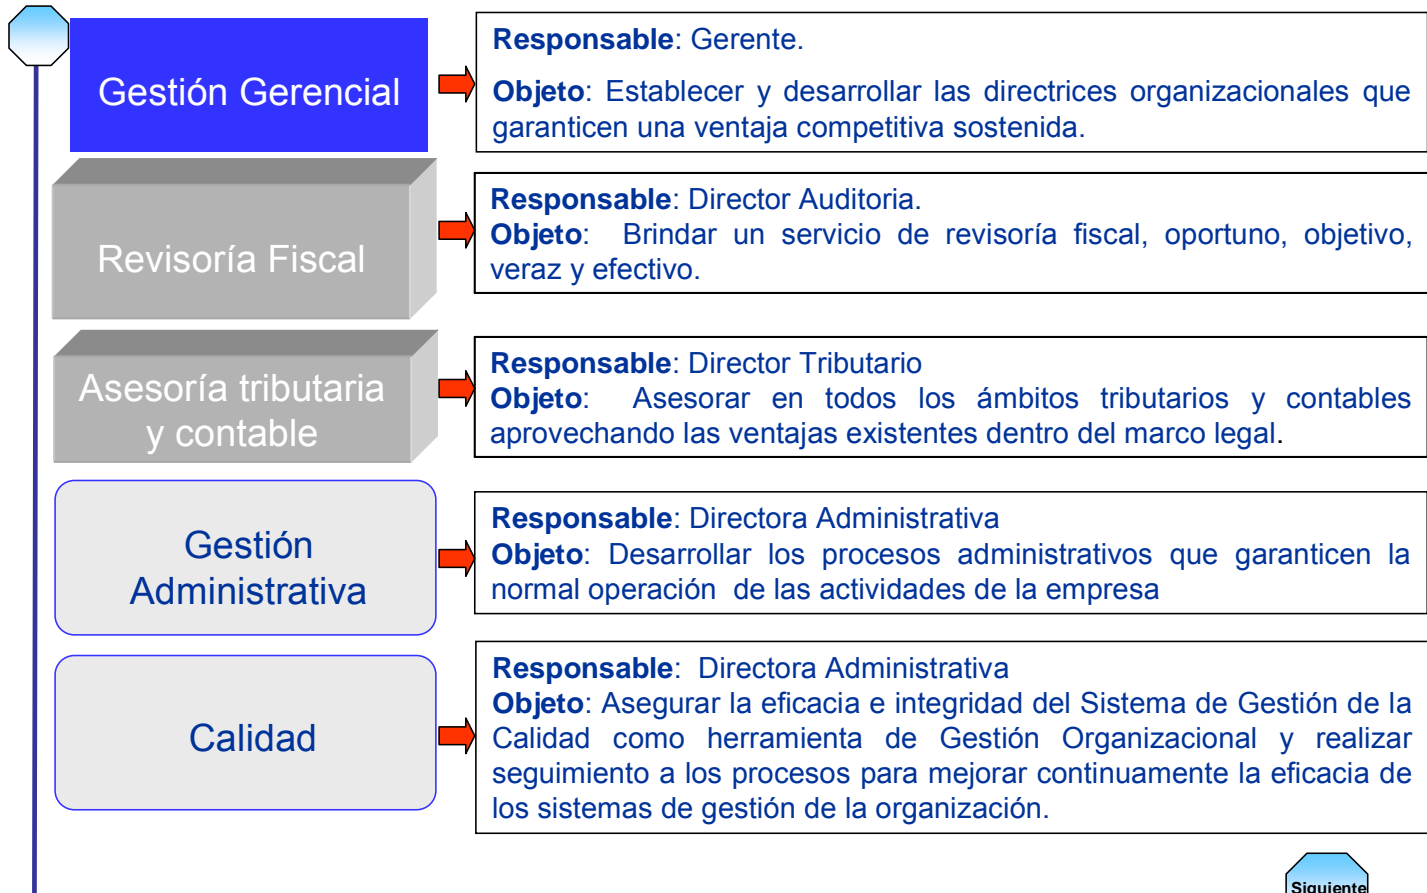 Gestión Gerencial
Responsable: Gerente.
Objeto: Establecer y desarrollar las directrices organizacionales que
garanticen una ventaja competitiva sostenida.
Revisoría Fiscal
Responsable: Director Auditoria.
Objeto: Brindar un servicio de revisoría fiscal, oportuno, objetivo,
veraz y efectivo.
Asesoría tributaria
y contable
Responsable: Director Tributario
Objeto: Asesorar en todos los ámbitos tributarios y contables
aprovechando las ventajas existentes dentro del marco legal.
Gestión
Administrativa
Responsable: Directora Administrativa
Objeto: Desarrollar los procesos administrativos que garanticen la
normal operación de las actividades de la empresa
Calidad
Responsable: Directora Administrativa
Objeto: Asegurar la eficacia e integridad del Sistema de Gestión de la
Calidad como herramienta de Gestión Organizacional y realizar
seguimiento a los procesos para mejorar continuamente la eficacia de
los sistemas de gestión de la organización.
Siguiente